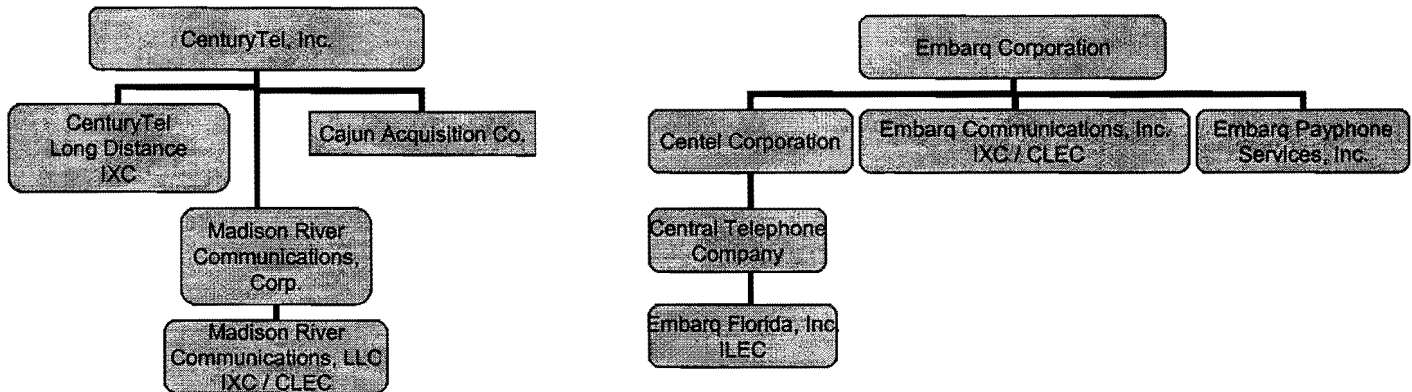 CenturyTel, Inc.
CenturyTel
Long Distance
IXC
Cajun Acquisition Co.
Madison River
Communications,
Corp.
Madison River
Communications, LLC
IXC / CLEC
Embarq Corporation
Centel Corporation
Embarq Communications, Inc.
IXC / CLEC
Embarq Payphone
Services, Inc.
Central Telephone
Company
Embarq Florida, Inc.
ILEC